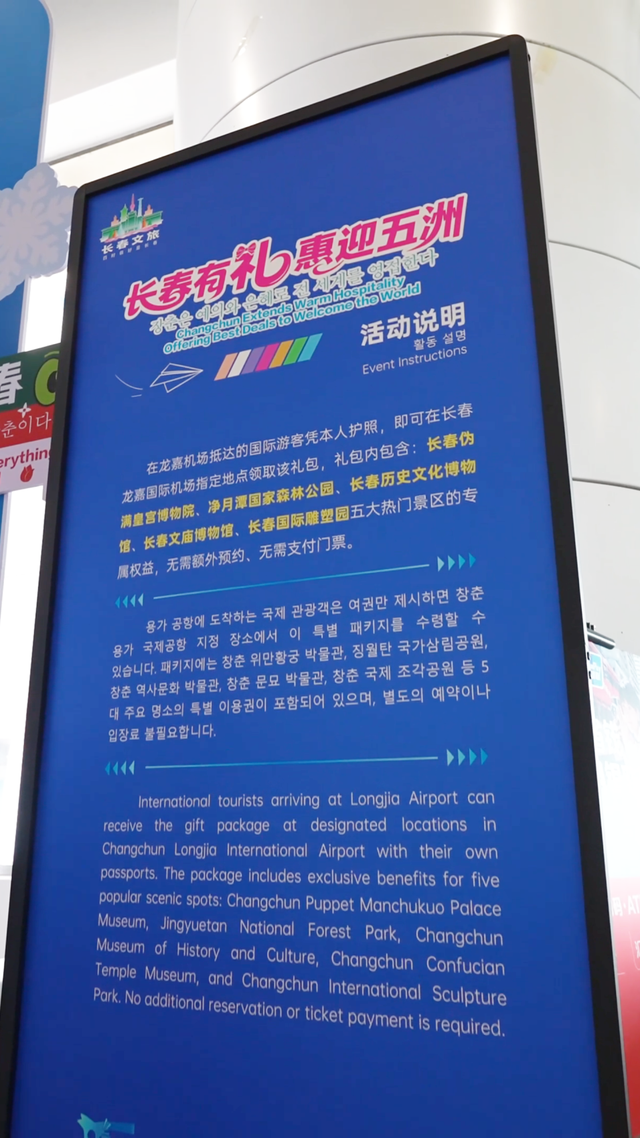 长春文旅
长春有礼 惠迎五洲
장춘은 예의와 은혜로 전 세계를 영접한다
Changchun Extends Warm Hospitality
Offering Best Deals to Welcome the World
活动说明
활동 설명
Event Instructions
在龙嘉机场抵达的国际游客凭本人护照，即可在长春
龙嘉国际机场指定地点领取该礼包，礼包内包含：长春伪
满皇宫博物院、净月潭国家森林公园、长春历史文化博物
馆、长春文庙博物馆、长春国际雕塑园五大热门景区的专
属权益，无需额外预约、无需支付门票。
용가 공항에 도착하는 국제 관광객은 여권만 제시하면 창춘
용가 국제공항 지정 장소에서 이 특별 패키지를 수령할 수
있습니다. 패키지에는 창춘 위만황궁 박물관, 징월탄 국가삼림공원,
창춘 역사문화 박물관, 창춘 문묘 박물관, 창춘 국제 조각공원 등 5
대 주요 명소의 특별 이용권이 포함되어 있으며, 별도의 예약이나
입장료 불필요합니다.
International tourists arriving at Longjia Airport can
receive the gift package at designated locations in
Changchun Longjia International Airport with their own
passports. The package includes exclusive benefits for five
popular scenic spots: Changchun Puppet Manchukuo Palace
Museum, Jingyuetan National Forest Park, Changchun
Museum of History and Culture, Changchun Confucian
Temple Museum, and Changchun International Sculpture
Park. No additional reservation or ticket payment is required.
春
춘이다
erything